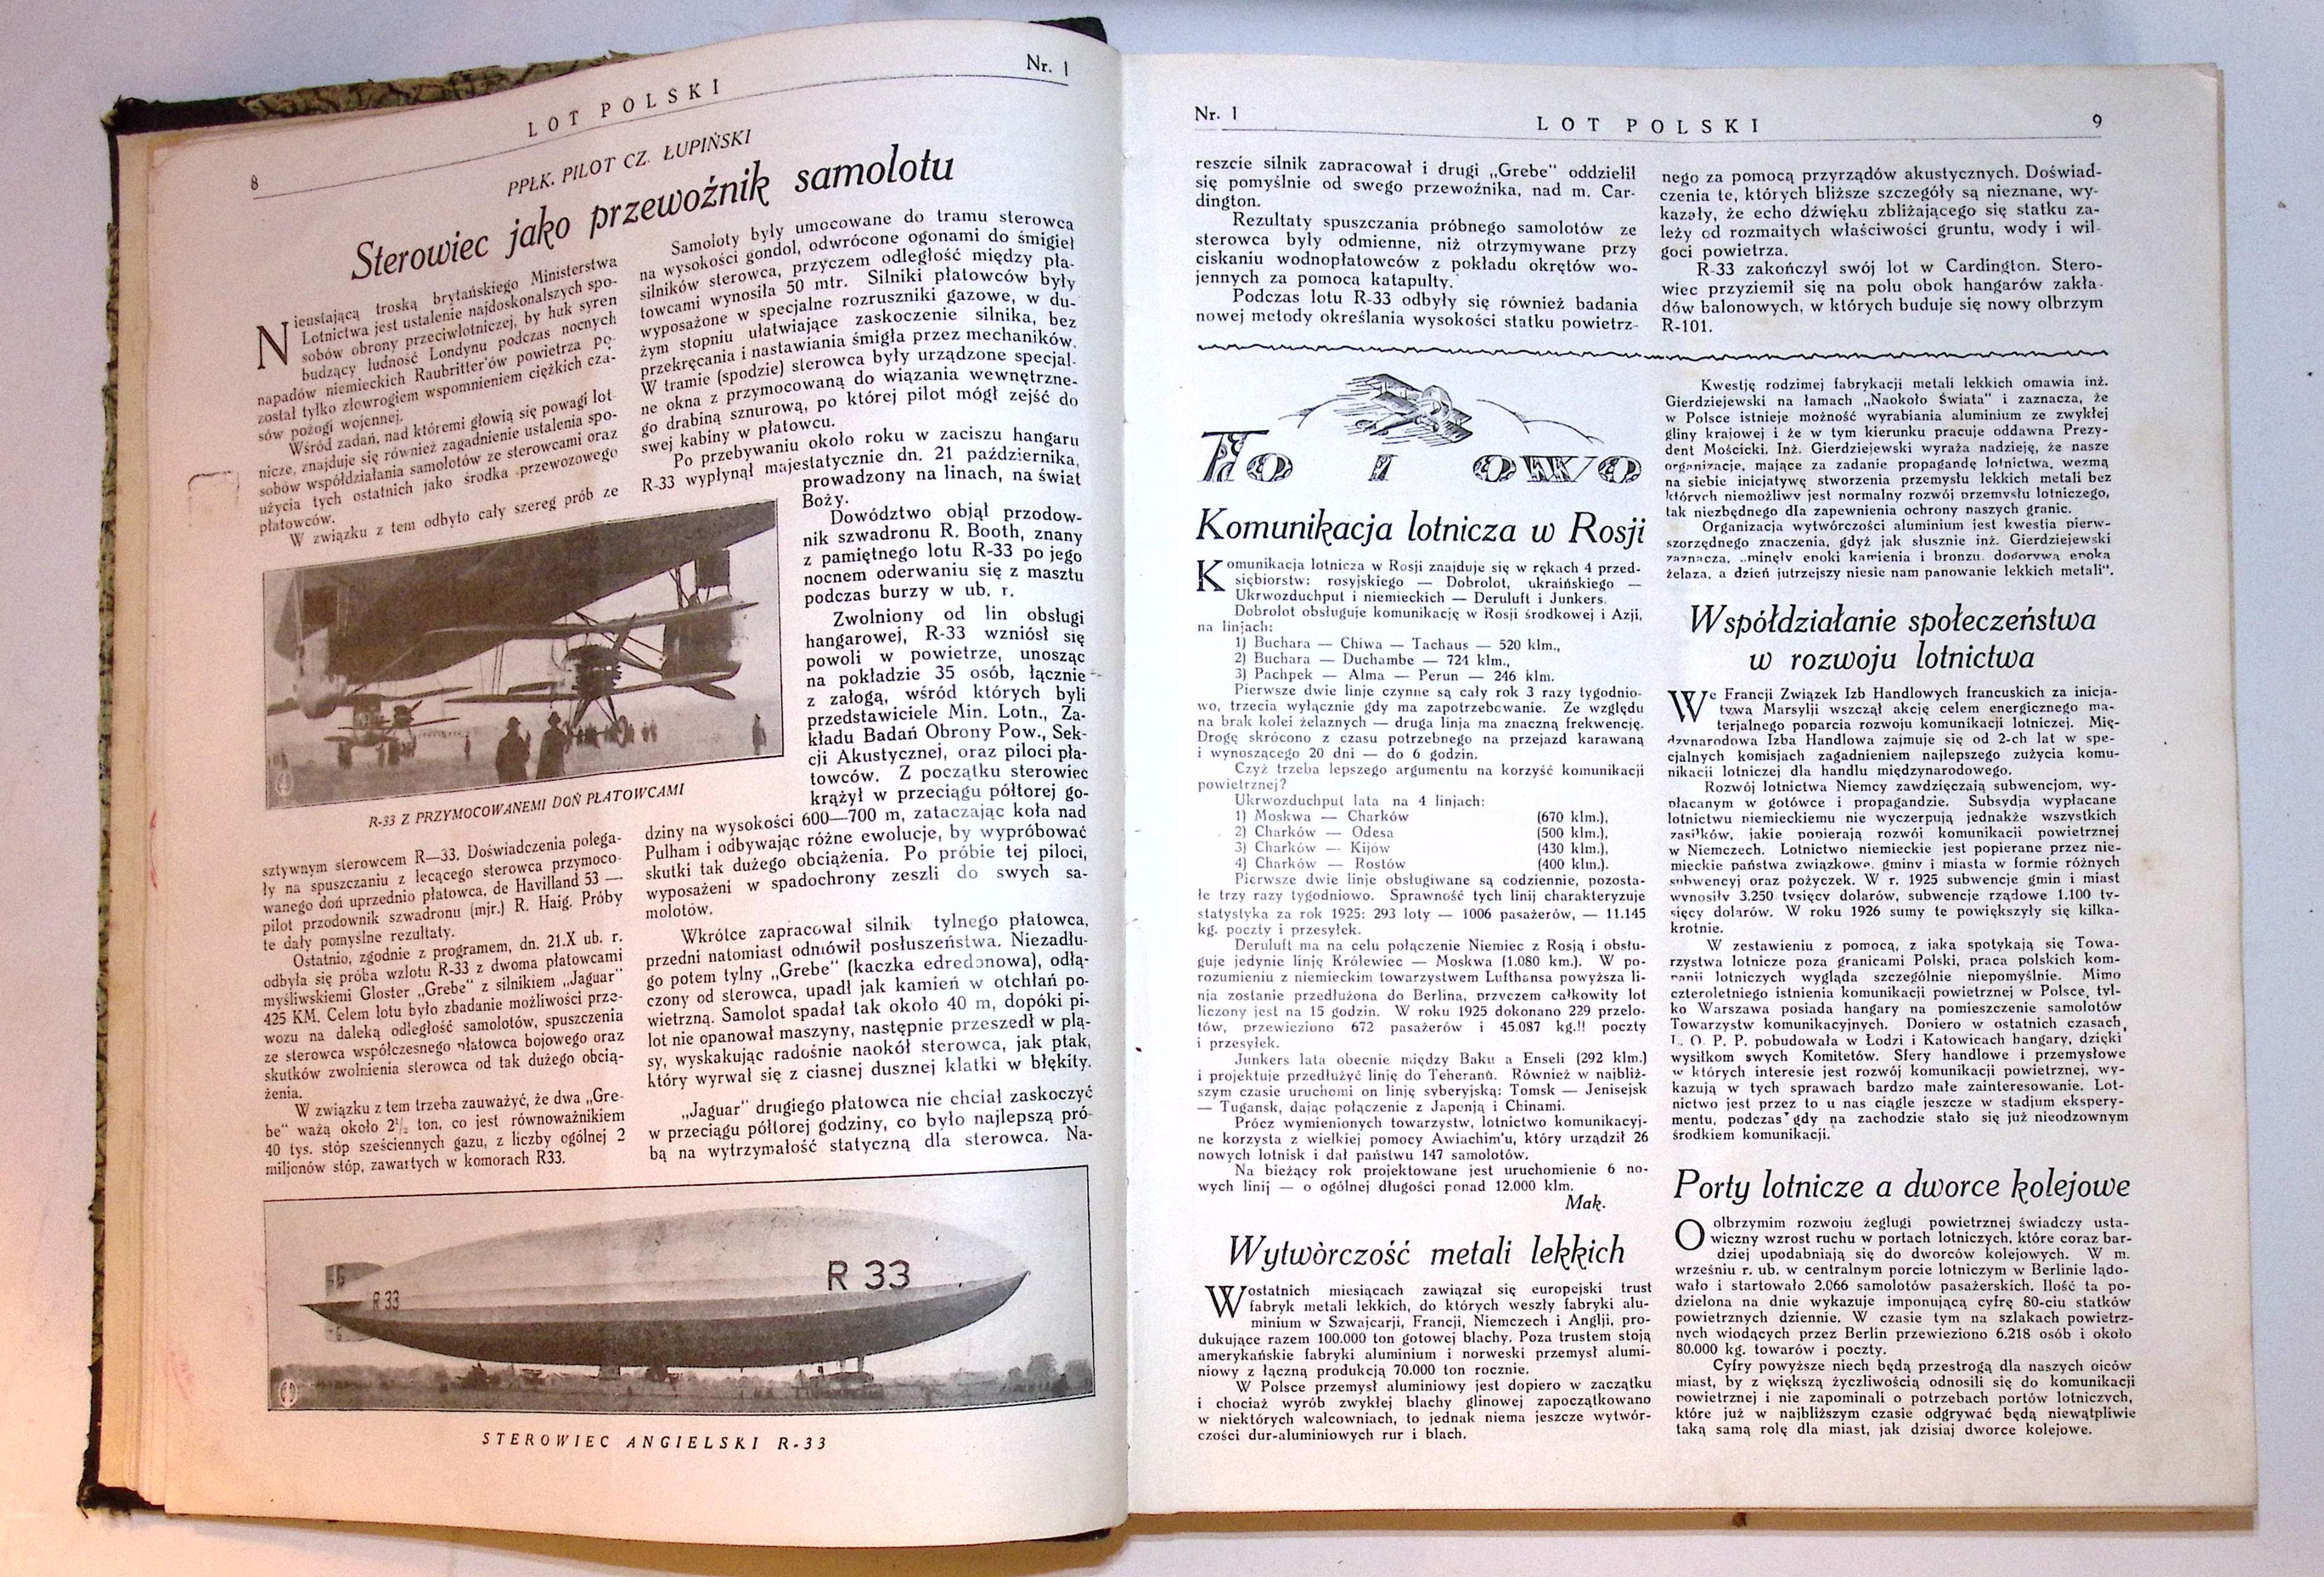 8
LOT POLSKI
Nr. 1
PPŁK. PILOT CZ. ŁUPIŃSKI
Sterowiec jako przewoźnik samolotu
Nieustającą troską brytańskiego Ministerstwa
Lotnictwa jest ustalenie najdoskonalszych spo-
sobów obrony przeciwlotniczej, by huk syren
budzący ludność Londynu podczas nocnych
napadów niemieckich Raubritter'ów powietrza po-
został tylko złowrogiem wspomnieniem ciężkich cza-
sów pożogi wojennej.
Wśród zadań, nad któremi głowią się powagi lot-
nicze, znajduje się również zagadnienie ustalenia spo-
sobów współdziałania samolotów ze sterowcami oraz
użycia tych ostatnich jako środka przewozowego
płatowców.
W związku z tem odbyto cały szereg prób ze
R-33 Z PRZYMOCOWANEMI DOŃ PŁATOWCAMI
sztywnym sterowcem R—33. Doświadczenia polega-
ły na spuszczaniu z lecącego sterowca przymoco-
wanego doń uprzednio płatowca, de Havilland 53 —
pilot przodownik szwadronu (mjr.) R. Haig. Próby
te dały pomyślne rezultaty.
Ostatnio, zgodnie z programem, dn. 21.X ub. r.
odbyła się próba wzlotu R-33 z dwoma płatowcami
myśliwskiemi Gloster „Grebe" z silnikiem „Jaguar"
425 KM. Celem lotu było zbadanie możliwości prze-
wozu na daleką odległość samolotów, spuszczenia
ze sterowca współczesnego płatowca bojowego oraz
skutków zwolnienia sterowca od tak dużego obcią-
żenia.
W związku z tem trzeba zauważyć, że dwa „Gre-
be" ważą około 2½ ton, co jest równoważnikiem
40 tys. stóp sześciennych gazu, z liczby ogólnej 2
miljonów stóp, zawartych w komorach R33.
Samoloty były umocowane do tramu sterowca
na wysokości gondol, odwrócone ogonami do śmigieł
silników sterowca, przyczem odległość między pła-
towcami wynosiła 50 mtr. Silniki płatowców były
wyposażone w specjalne rozruszniki gazowe, w du-
żym stopniu ułatwiające zaskoczenie silnika, bez
przekręcania i nastawiania śmigła przez mechaników.
W tramie (spodzie) sterowca były urządzone specjal-
ne okna z przymocowaną do wiązania wewnętrzne-
go drabiną sznurową, po której pilot mógł zejść do
swej kabiny w płatowcu.
Po przebywaniu około roku w zaciszu hangaru
R-33 wypłynął majestatycznie dn. 21 października,
prowadzony na linach, na świat
Boży.
Dowództwo objął przodow-
nik szwadronu R. Booth, znany
z pamiętnego lotu R-33 po jego
nocnem oderwaniu się z masztu
podczas burzy w ub. r.
Zwolniony od lin obsługi
hangarowej, R-33 wzniósł się
powoli w powietrze, unosząc
na pokładzie 35 osób, łącznie
z załogą, wśród których byli
przedstawiciele Min. Lotn., Za-
kładu Badań Obrony Pow., Sek-
cji Akustycznej, oraz piloci pła-
towców. Z początku sterowiec
krążył w przeciągu półtorej go-
dziny na wysokości 600—700 m, zataczając koła nad
Pulham i odbywając różne ewolucje, by wypróbować
skutki tak dużego obciążenia. Po próbie tej piloci,
wyposażeni w spadochrony zeszli do swych sa-
molotów.
Wkrótce zapracował silnik tylnego płatowca,
przedni natomiast odmówił posłuszeństwa. Niezadłu-
go potem tylny „Grebe" (kaczka edredonowa), odłą-
czony od sterowca, upadł jak kamień w otchłań po-
wietrzną. Samolot spadał tak około 40 m, dopóki pi-
lot nie opanował maszyny, następnie przeszedł w plą-
sy, wyskakując radośnie naokół sterowca, jak ptak,
który wyrwał się z ciasnej dusznej klatki w błękity.
„Jaguar" drugiego płatowca nie chciał zaskoczyć
w przeciągu półtorej godziny, co było najlepszą pró-
bą na wytrzymałość statyczną dla sterowca. Na-
R 33
R 33
G
G
STEROWIEC ANGIELSKI R-33
Nr. 1
LOT POLSKI
9
reszcie silnik zapracował i drugi „Grebe" oddzielił
się pomyślnie od swego przewoźnika, nad m. Car-
dington.
Rezultaty spuszczania próbnego samolotów ze
sterowca były odmienne, niż otrzymywane przy
ciskaniu wodnopłatowców z pokładu okrętów wo-
jennych za pomocą katapulty.
Podczas lotu R-33 odbyły się również badania
nowej metody określania wysokości statku powietrz-
nego za pomocą przyrządów akustycznych. Doświad-
czenia te, których bliższe szczegóły są nieznane, wy-
kazały, że echo dźwięku zbliżającego się statku za-
leży od rozmaitych właściwości gruntu, wody i wil-
goci powietrza.
R-33 zakończył swój lot w Cardington. Stero-
wiec przyziemił się na polu obok hangarów zakła-
dów balonowych, w których buduje się nowy olbrzym
R-101.
To i owo
Komunikacja lotnicza w Rosji
Komunikacja lotnicza w Rosji znajduje się w rękach 4 przed-
siębiorstw: rosyjskiego — Dobrolot, ukraińskiego —
Ukrwozduchput i niemieckich — Deruluft i Junkers.
Dobrolot obsługuje komunikację w Rosji środkowej i Azji,
na linjach:
1) Buchara — Chiwa — Tachaus — 520 klm.,
2) Buchara — Duchambe — 724 klm.,
3) Pachpek — Alma — Perun — 246 klm.
Pierwsze dwie linje czynne są cały rok 3 razy tygodnio-
wo, trzecia wyłącznie gdy ma zapotrzebowanie. Ze względu
na brak kolei żelaznych — druga linja ma znaczną frekwencję.
Drogę skrócono z czasu potrzebnego na przejazd karawaną
i wynoszącego 20 dni — do 6 godzin.
Czyż trzeba lepszego argumentu na korzyść komunikacji
powietrznej?
Ukrwozduchput lata na 4 linjach:
1) Moskwa — Charków (670 klm.),
2) Charków — Odesa (500 klm.),
3) Charków — Kijów (430 klm.),
4) Charków — Rostów (400 klm.).
Pierwsze dwie linje obsługiwane są codziennie, pozosta-
łe trzy razy tygodniowo. Sprawność tych linij charakteryzuje
statystyka za rok 1925: 293 loty — 1006 pasażerów, — 11.145
kg. poczty i przesyłek.
Deruluft ma na celu połączenie Niemiec z Rosją i obsłu-
guje jedynie linję Królewiec — Moskwa (1.080 km.). W po-
rozumieniu z niemieckim towarzystwem Lufthansa powyższa li-
nja zostanie przedłużona do Berlina, przyczem całkowity lot
liczony jest na 15 godzin. W roku 1925 dokonano 229 przelo-
tów, przewieziono 672 pasażerów i 45.087 kg.!! poczty
i przesyłek.
Junkers lata obecnie między Baku a Enseli (292 klm.)
i projektuje przedłużyć linję do Teheranu. Również w najbliż-
szym czasie uruchomi on linję syberyjską: Tomsk — Jenisejsk
— Tugansk, dając połączenie z Japonją i Chinami.
Prócz wymienionych towarzystw, lotnictwo komunikacyj-
ne korzysta z wielkiej pomocy Awiachim'u, który urządził 26
nowych lotnisk i dał państwu 147 samolotów.
Na bieżący rok projektowane jest uruchomienie 6 no-
wych linij — o ogólnej długości ponad 12.000 klm.
Mak.
Wytwòrczość metali lekkich
W ostatnich miesiącach zawiązał się europejski trust
fabryk metali lekkich, do których weszły fabryki alu-
minium w Szwajcarji, Francji, Niemczech i Anglji, pro-
dukujące razem 100.000 ton gotowej blachy. Poza trustem stoją
amerykańskie fabryki aluminium i norweski przemysł alumi-
niowy z łączną produkcją 70.000 ton rocznie.
W Polsce przemysł aluminiowy jest dopiero w zaczątku
i chociaż wyrób zwykłej blachy glinowej zapoczątkowano
w niektórych walcowniach, to jednak niema jeszcze wytwór-
czości dur-aluminiowych rur i blach.
Kwestję rodzimej fabrykacji metali lekkich omawia inż.
Gierdziejewski na łamach „Naokoło Świata" i zaznacza, że
w Polsce istnieje możność wyrabiania aluminium ze zwykłej
gliny krajowej i że w tym kierunku pracuje oddawna Prezy-
dent Mościcki. Inż. Gierdziejewski wyraża nadzieję, że nasze
organizacje, mające za zadanie propagandę lotnictwa, wezmą
na siebie inicjatywę stworzenia przemysłu lekkich metali bez
których niemożliwy jest normalny rozwój przemysłu lotniczego,
tak niezbędnego dla zapewnienia ochrony naszych granic.
Organizacja wytwórczości aluminium jest kwestią pierw-
szorzędnego znaczenia, gdyż jak słusznie inż. Gierdziejewski
zaznacza, „minęły epoki kamienia i bronzu, dogorywa epoka
żelaza, a dzień jutrzejszy niesie nam panowanie lekkich metali".
Współdziałanie społeczeństwa
w rozwoju lotnictwa
We Francji Związek Izb Handlowych francuskich za inicja-
tywą Marsylji wszczął akcję celem energicznego ma-
terjalnego poparcia rozwoju komunikacji lotniczej. Mię-
dzynarodowa Izba Handlowa zajmuje się od 2-ch lat w spe-
cjalnych komisjach zagadnieniem najlepszego zużycia komu-
nikacji lotniczej dla handlu międzynarodowego.
Rozwój lotnictwa Niemcy zawdzięczają subwencjom, wy-
płacanym w gotówce i propagandzie. Subsydja wypłacane
lotnictwu niemieckiemu nie wyczerpują jednakże wszystkich
zasiłków, jakie popierają rozwój komunikacji powietrznej
w Niemczech. Lotnictwo niemieckie jest popierane przez nie-
mieckie państwa związkowe, gminy i miasta w formie różnych
subwencyj oraz pożyczek. W r. 1925 subwencje gmin i miast
wynosiły 3.250 tysięcy dolarów, subwencje rządowe 1.100 ty-
sięcy dolarów. W roku 1926 sumy te powiększyły się kilka-
krotnie.
W zestawieniu z pomocą, z jaką spotykają się Towa-
rzystwa lotnicze poza granicami Polski, praca polskich kom-
panij lotniczych wygląda szczególnie niepomyślnie. Mimo
czteroletniego istnienia komunikacji powietrznej w Polsce, tyl-
ko Warszawa posiada hangary na pomieszczenie samolotów
Towarzystw komunikacyjnych. Dopiero w ostatnich czasach,
L. O. P. P. pobudowała w Łodzi i Katowicach hangary, dzięki
wysiłkom swych Komitetów. Sfery handlowe i przemysłowe
w których interesie jest rozwój komunikacji powietrznej, wy-
kazują w tych sprawach bardzo małe zainteresowanie. Lot-
nictwo jest przez to u nas ciągle jeszcze w stadjum ekspery-
mentu, podczas gdy na zachodzie stało się już nieodzownym
środkiem komunikacji.
Porty lotnicze a dworce kolejowe
O olbrzymim rozwoju żeglugi powietrznej świadczy usta-
wiczny wzrost ruchu w portach lotniczych, które coraz bar-
dziej upodabniają się do dworców kolejowych. W m.
wrześniu r. ub. w centralnym porcie lotniczym w Berlinie lądo-
wało i startowało 2.066 samolotów pasażerskich. Ilość ta po-
dzielona na dnie wykazuje imponującą cyfrę 80-ciu statków
powietrznych dziennie. W czasie tym na szlakach powietrz-
nych wiodących przez Berlin przewieziono 6.218 osób i około
80.000 kg. towarów i poczty.
Cyfry powyższe niech będą przestrogą dla naszych ojców
miast, by z większą życzliwością odnosili się do komunikacji
powietrznej i nie zapominali o potrzebach portów lotniczych,
które już w najbliższym czasie odgrywać będą niewątpliwie
taką samą rolę dla miast, jak dzisiaj dworce kolejowe.